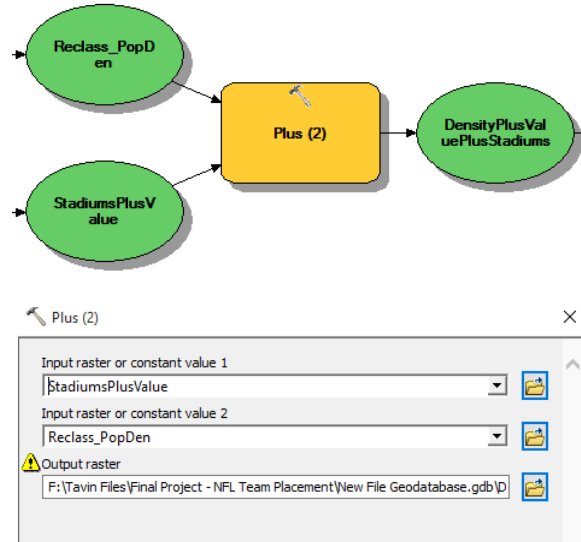 Reclass_PopD
en
Plus (2)
DensityPlusVal
uePlusStadiums
StadiumsPlusV
alue
Plus (2)
Input raster or constant value 1
StadiumsPlusValue
Input raster or constant value 2
Reclass_PopDen
Output raster
F:\Tavin Files\Final Project - NFL Team Placement\New File Geodatabase.gdb\D